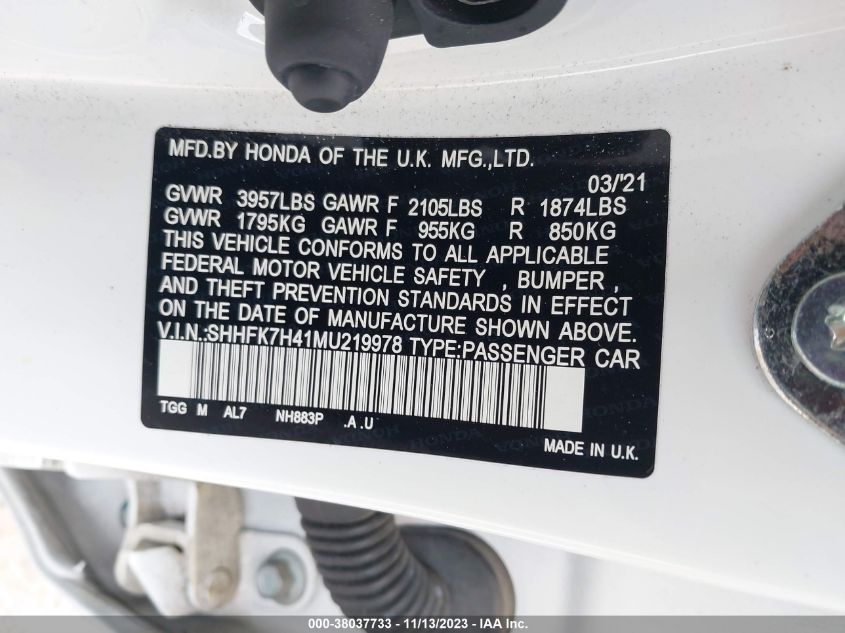 MFD.BY HONDA OF THE U.K. MFG.,LTD.
03/'21
GVWR 3957LBS GAWR F 2105LBS R 1874LBS
GVWR 1795KG GAWR F 955KG R 850KG
THIS VEHICLE CONFORMS TO ALL APPLICABLE
FEDERAL MOTOR VEHICLE SAFETY , BUMPER ,
AND THEFT PREVENTION STANDARDS IN EFFECT
ON THE DATE OF MANUFACTURE SHOWN ABOVE.
V.I.N.:SHHFK7H41MU219978 TYPE:PASSENGER CAR
TGG M AL7 NH883P .A .U
MADE IN U.K.
000-38037733 - 11/13/2023 - IAA Inc.